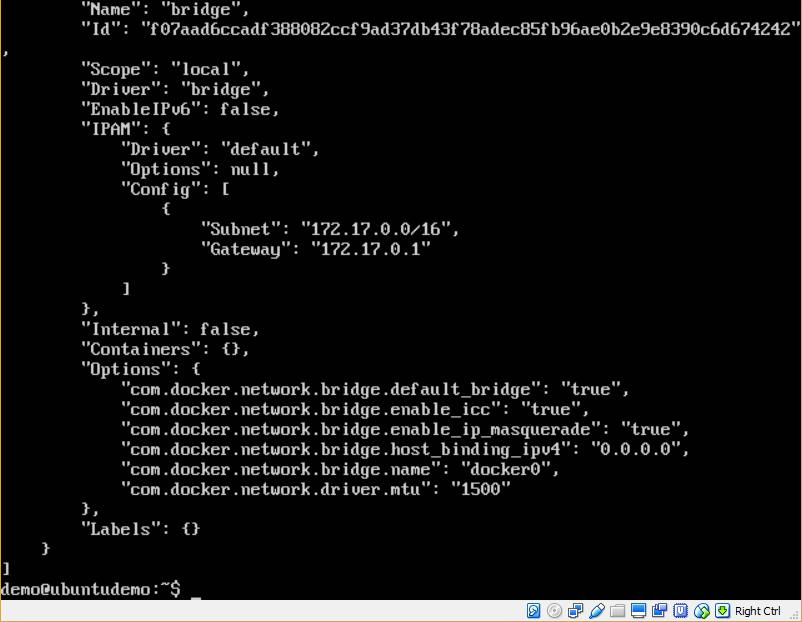 "Name": "bridge",
"Id": "f07aad6ccadf388082ccf9ad37db43f78adec85fb96ae0b2e9e8390c6d674242"
,
"Scope": "local",
"Driver": "bridge",
"EnableIPv6": false,
"IPAM": {
"Driver": "default",
"Options": null,
"Config": [
{
"Subnet": "172.17.0.0/16",
"Gateway": "172.17.0.1"
}
]
},
"Internal": false,
"Containers": {},
"Options": {
"com.docker.network.bridge.default_bridge": "true",
"com.docker.network.bridge.enable_icc": "true",
"com.docker.network.bridge.enable_ip_masquerade": "true",
"com.docker.network.bridge.host_binding_ipv4": "0.0.0.0",
"com.docker.network.bridge.name": "docker0",
"com.docker.network.driver.mtu": "1500"
},
"Labels": {}
}
]
demo@ubuntudemo:~$ _
Right Ctrl